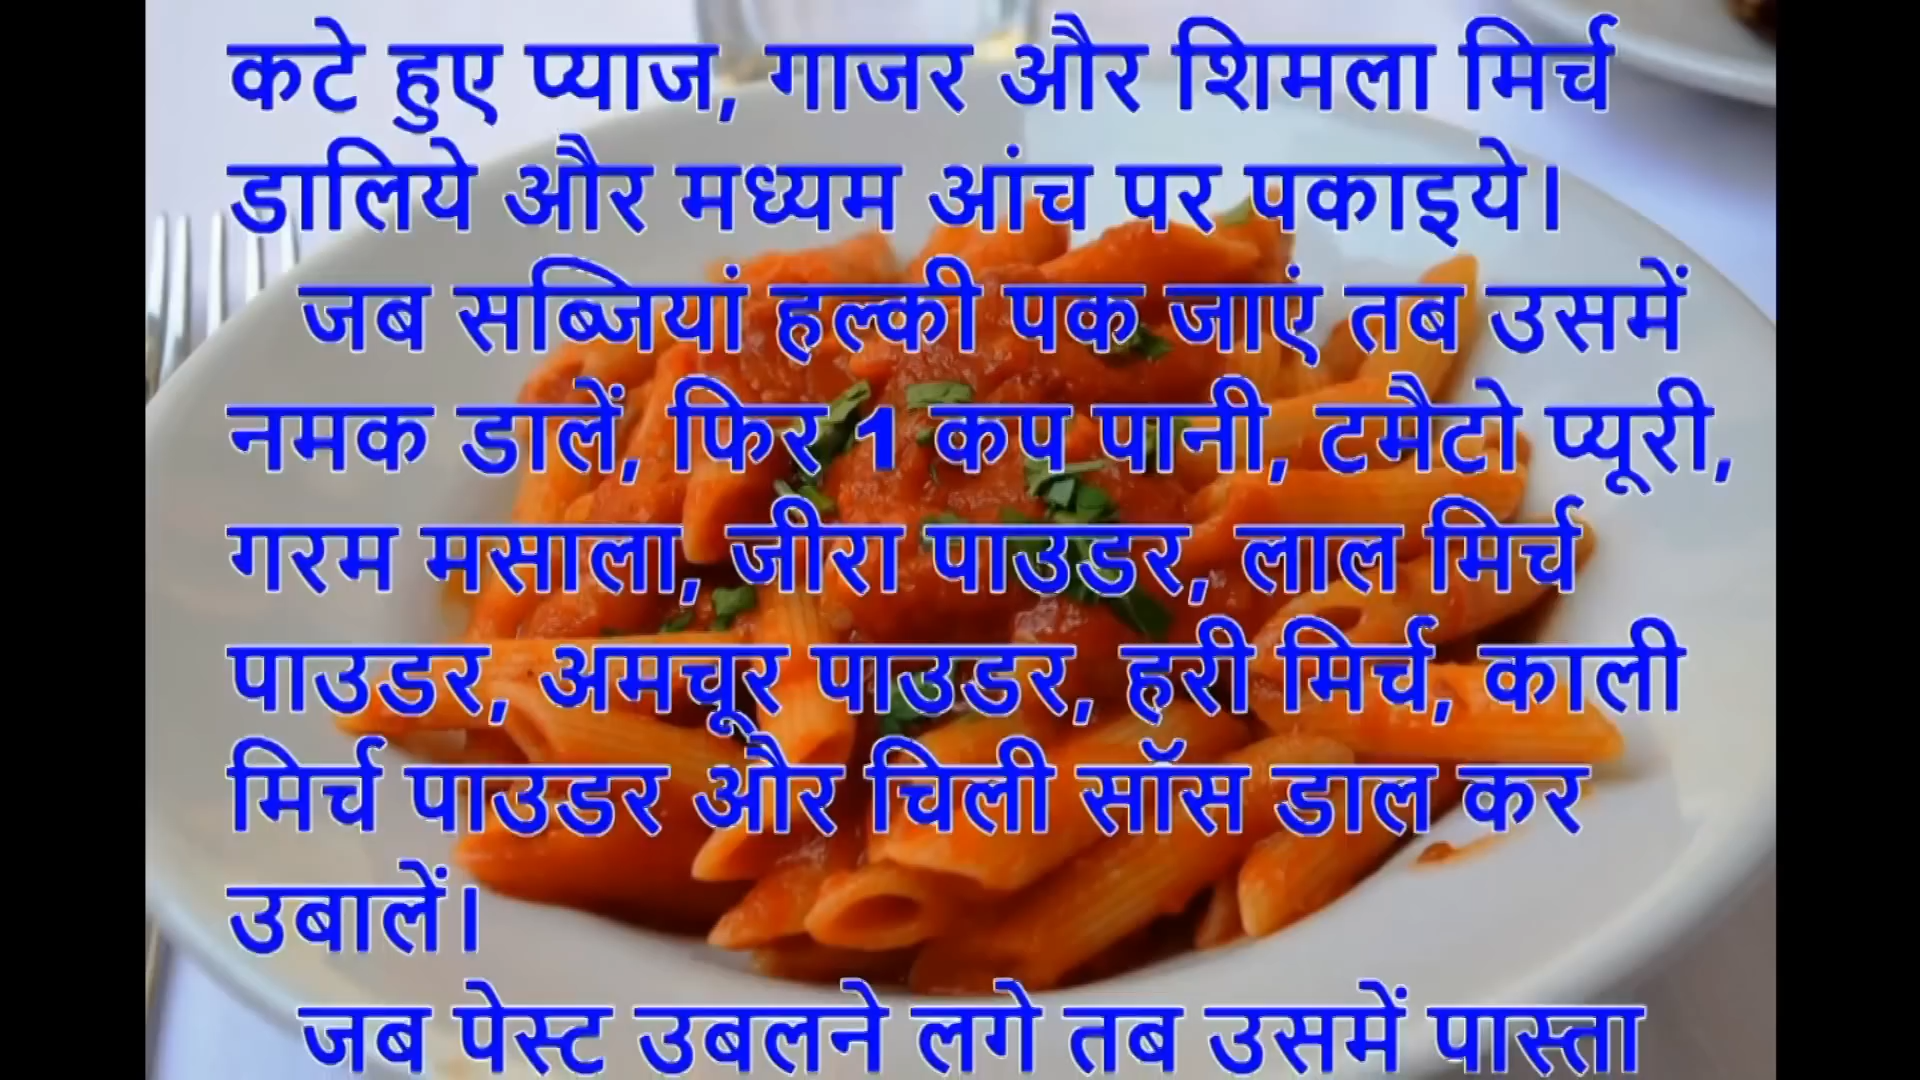 कटे हुए प्याज, गाजर और शिमला मिर्च
डालिये और मध्यम आंच पर पकाइये।
जब सब्जियां हल्की पक जाएं तब उसमें
नमक डालें, फिर 1 कप पानी, टमैटो प्यूरी,
गरम मसाला, जीरा पाउडर, लाल मिर्च
पाउडर, अमचूर पाउडर, हरी मिर्च, काली
मिर्च पाउडर और चिली सॉस डाल कर
उबालें।
जब पेस्ट उबलने लगे तब उसमें पास्ता